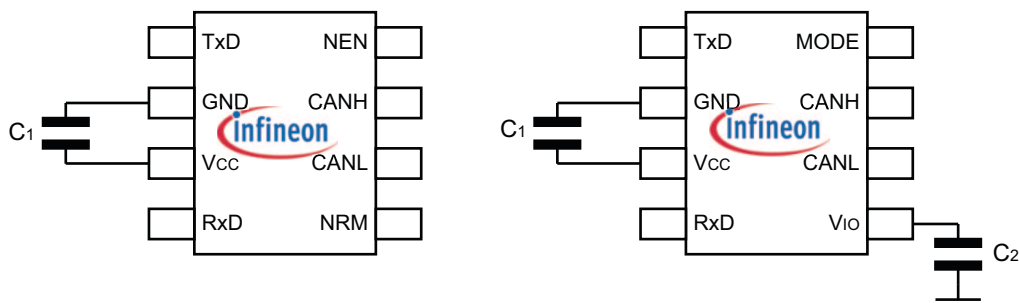 TxD NEN
GND CANH
C1
infineon
VCC CANL
RxD NRM
TxD MODE
GND CANH
C1
infineon
VCC CANL
RxD VIO
C2